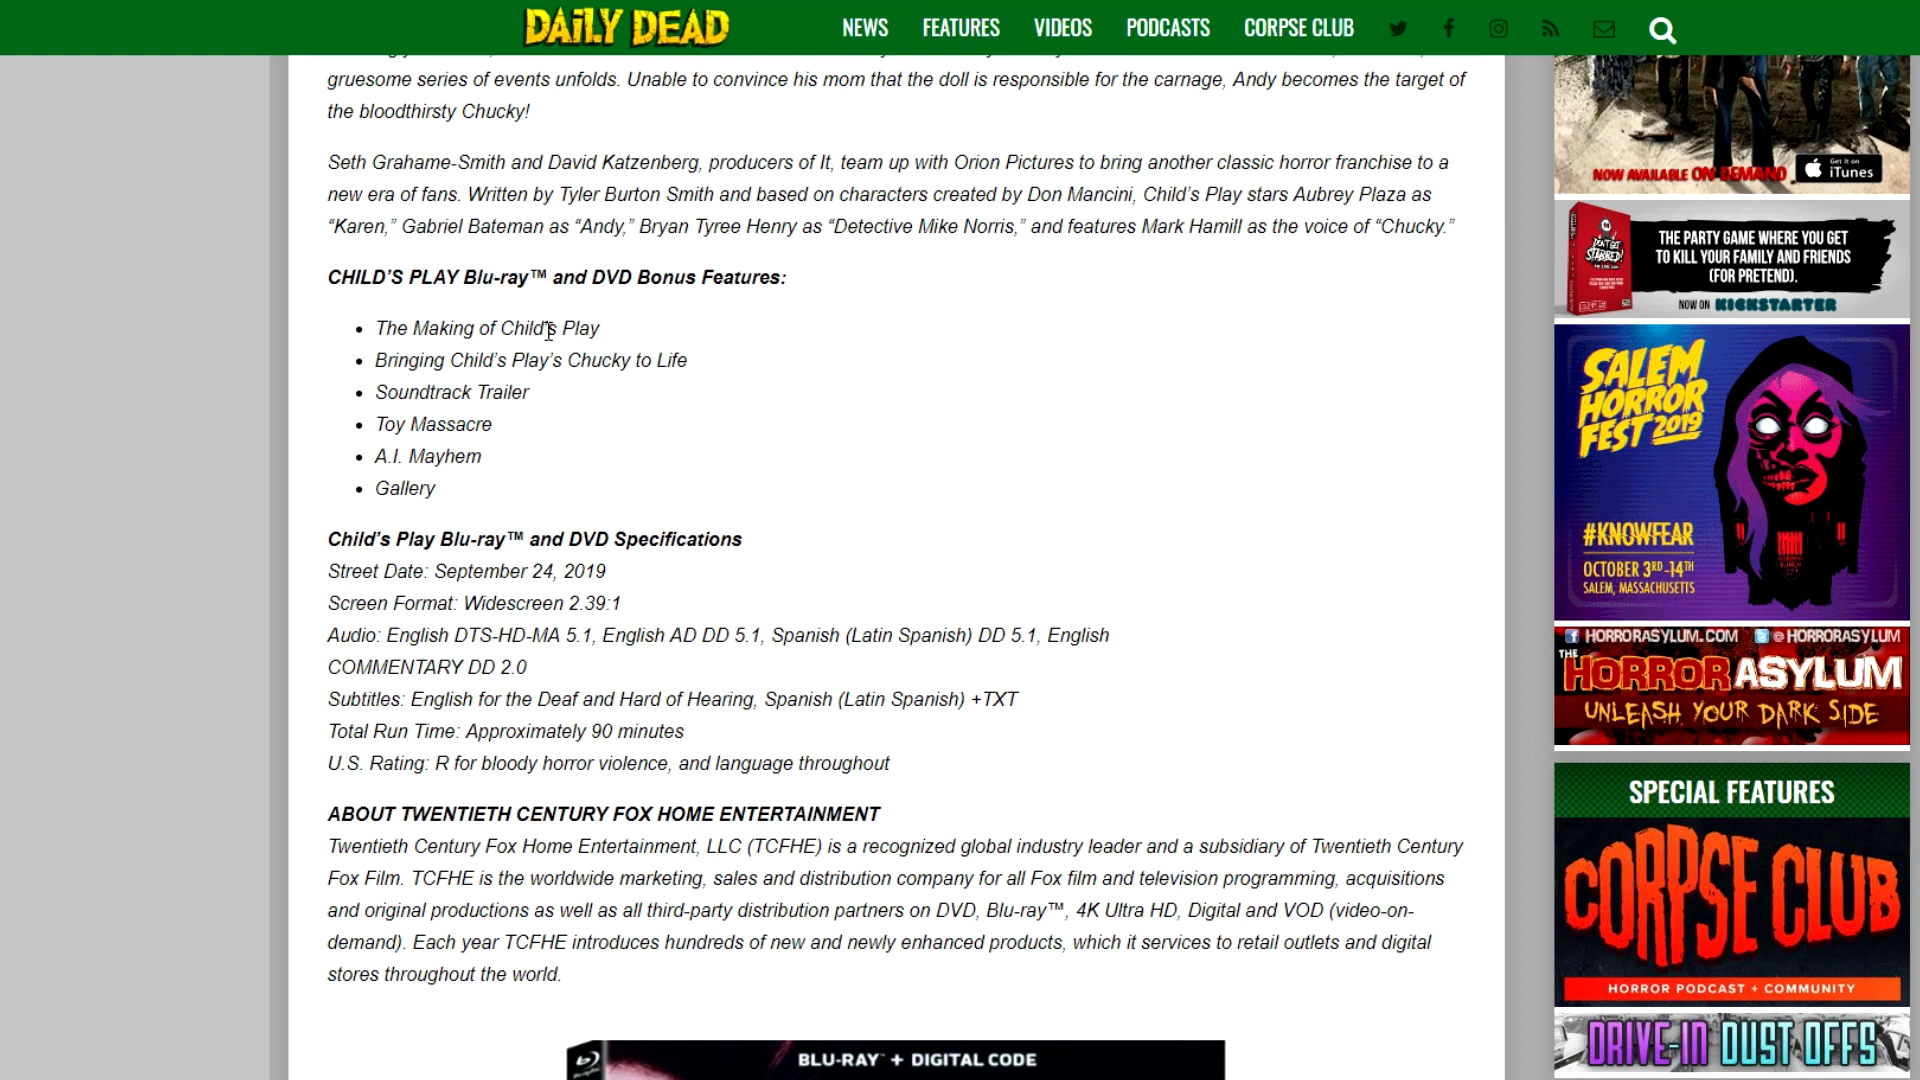 DAiLY DEAD
NEWS
FEATURES
VIDEOS
PODCASTS
CORPSE CLUB
gruesome series of events unfolds. Unable to convince his mom that the doll is responsible for the carnage, Andy becomes the target of
the bloodthirsty Chucky!
Seth Grahame-Smith and David Katzenberg, producers of It, team up with Orion Pictures to bring another classic horror franchise to a
new era of fans. Written by Tyler Burton Smith and based on characters created by Don Mancini, Child’s Play stars Aubrey Plaza as
“Karen,” Gabriel Bateman as “Andy,” Bryan Tyree Henry as “Detective Mike Norris,” and features Mark Hamill as the voice of “Chucky.”
CHILD’S PLAY Blu-ray™ and DVD Bonus Features:
• The Making of Child’s Play
• Bringing Child’s Play’s Chucky to Life
• Soundtrack Trailer
• Toy Massacre
• A.I. Mayhem
• Gallery
Child’s Play Blu-ray™ and DVD Specifications
Street Date: September 24, 2019
Screen Format: Widescreen 2.39:1
Audio: English DTS-HD-MA 5.1, English AD DD 5.1, Spanish (Latin Spanish) DD 5.1, English
COMMENTARY DD 2.0
Subtitles: English for the Deaf and Hard of Hearing, Spanish (Latin Spanish) +TXT
Total Run Time: Approximately 90 minutes
U.S. Rating: R for bloody horror violence, and language throughout
ABOUT TWENTIETH CENTURY FOX HOME ENTERTAINMENT
Twentieth Century Fox Home Entertainment, LLC (TCFHE) is a recognized global industry leader and a subsidiary of Twentieth Century
Fox Film. TCFHE is the worldwide marketing, sales and distribution company for all Fox film and television programming, acquisitions
and original productions as well as all third-party distribution partners on DVD, Blu-ray™, 4K Ultra HD, Digital and VOD (video-on-
demand). Each year TCFHE introduces hundreds of new and newly enhanced products, which it services to retail outlets and digital
stores throughout the world.
BLU-RAY™ + DIGITAL CODE
NOW AVAILABLE ON DEMAND
Get it on
iTunes
DON'T GET
STABBED!
THE PARTY GAME WHERE YOU GET
TO KILL YOUR FAMILY AND FRIENDS
(FOR PRETEND).
NOW ON KICKSTARTER
SALEM
HORROR
FEST 2019
#KNOWFEAR
OCTOBER 3RD-14TH
SALEM, MASSACHUSETTS
HORRORASYLUM.COM @HORRORASYLUM
THE
HORROR ASYLUM
UNLEASH YOUR DARK SIDE
SPECIAL FEATURES
CORPSE CLUB
HORROR PODCAST + COMMUNITY
DRIVE-IN DUST OFFS